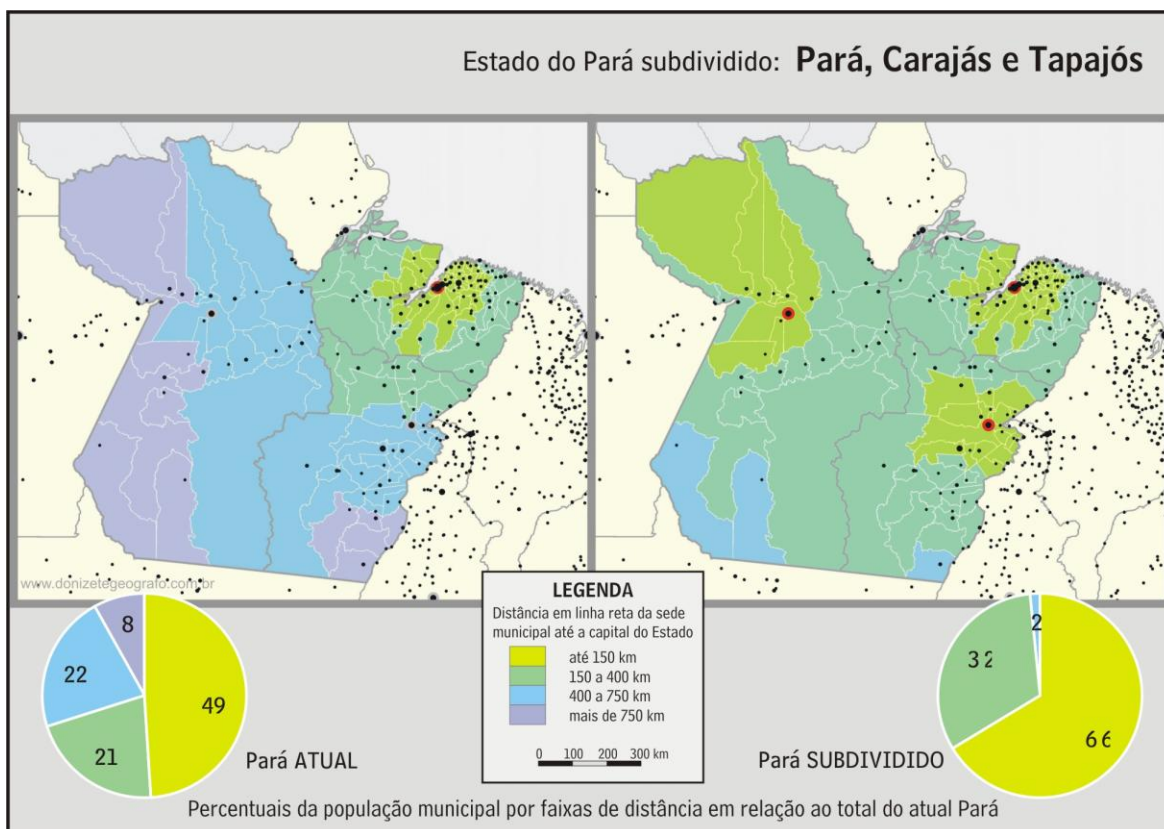 Estado do Pará subdividido: Pará, Carajás e Tapajós
www.donizetegeografo.com.br
LEGENDA
Distância em linha reta da sede
municipal até a capital do Estado
até 150 km
150 a 400 km
400 a 750 km
mais de 750 km
0 100 200 300 km
8
22
49
21
Pará ATUAL
2
32
66
Pará SUBDIVIDIDO
Percentuais da população municipal por faixas de distância em relação ao total do atual Pará